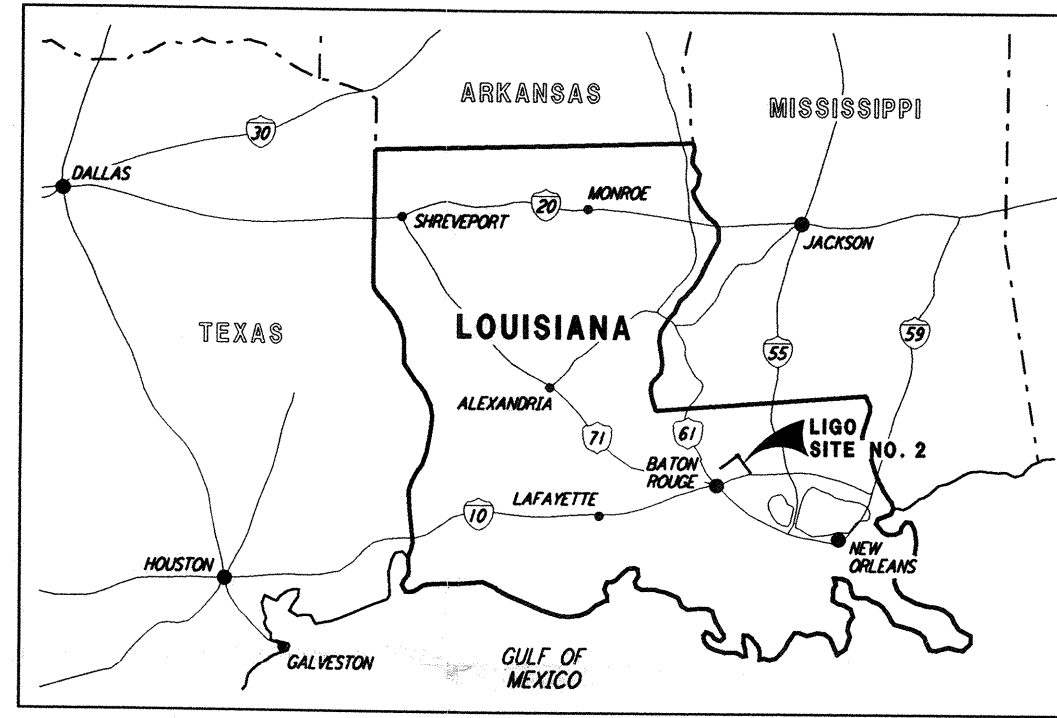 ARKANSAS
MISSISSIPPI
30
DALLAS
MONROE
20
SHREVEPORT
JACKSON
TEXAS
LOUISIANA
59
55
ALEXANDRIA
71
61
LIGO
SITE NO. 2
BATON
ROUGE
LAFAYETTE
10
NEW
ORLEANS
HOUSTON
GALVESTON
GULF OF
MEXICO